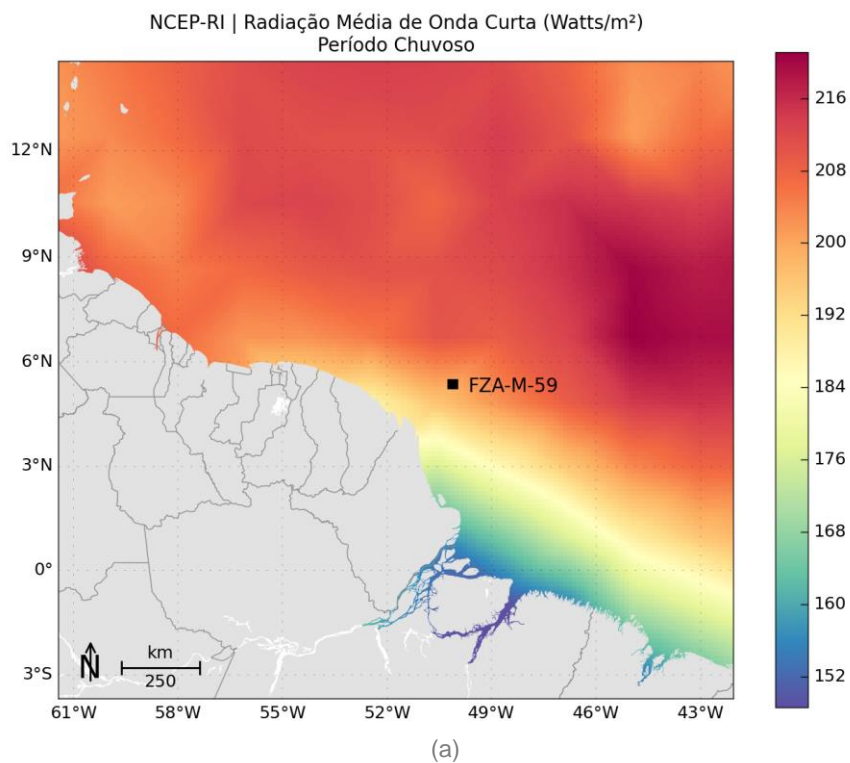 NCEP-RI | Radiação Média de Onda Curta (Watts/m²)
Período Chuvoso
216
208
200
192
184
176
168
160
152
12°N
9°N
6°N
3°N
0°
3°S
FZA-M-59
N
km
250
61°W 58°W 55°W 52°W 49°W 46°W 43°W
(a)